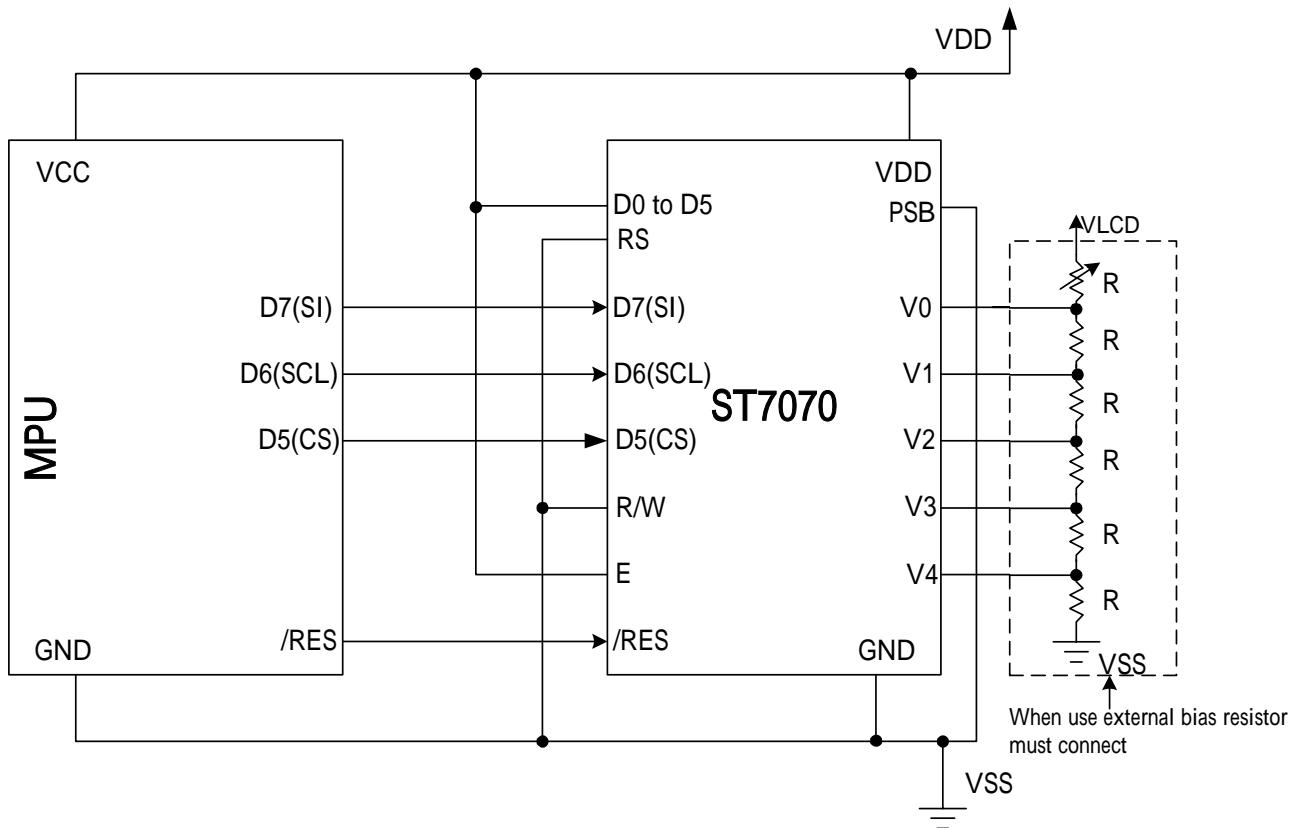 VDD
VCC
VDD
D0 to D5
PSB
RS
VLCD
R
D7(SI)
D7(SI)
V0
R
D6(SCL)
D6(SCL)
V1
ST7070
R
MPU
D5(CS)
D5(CS)
V2
R
R/W
V3
R
E
V4
R
/RES
/RES
GND
GND
VSS
When use external bias resistor
must connect
VSS